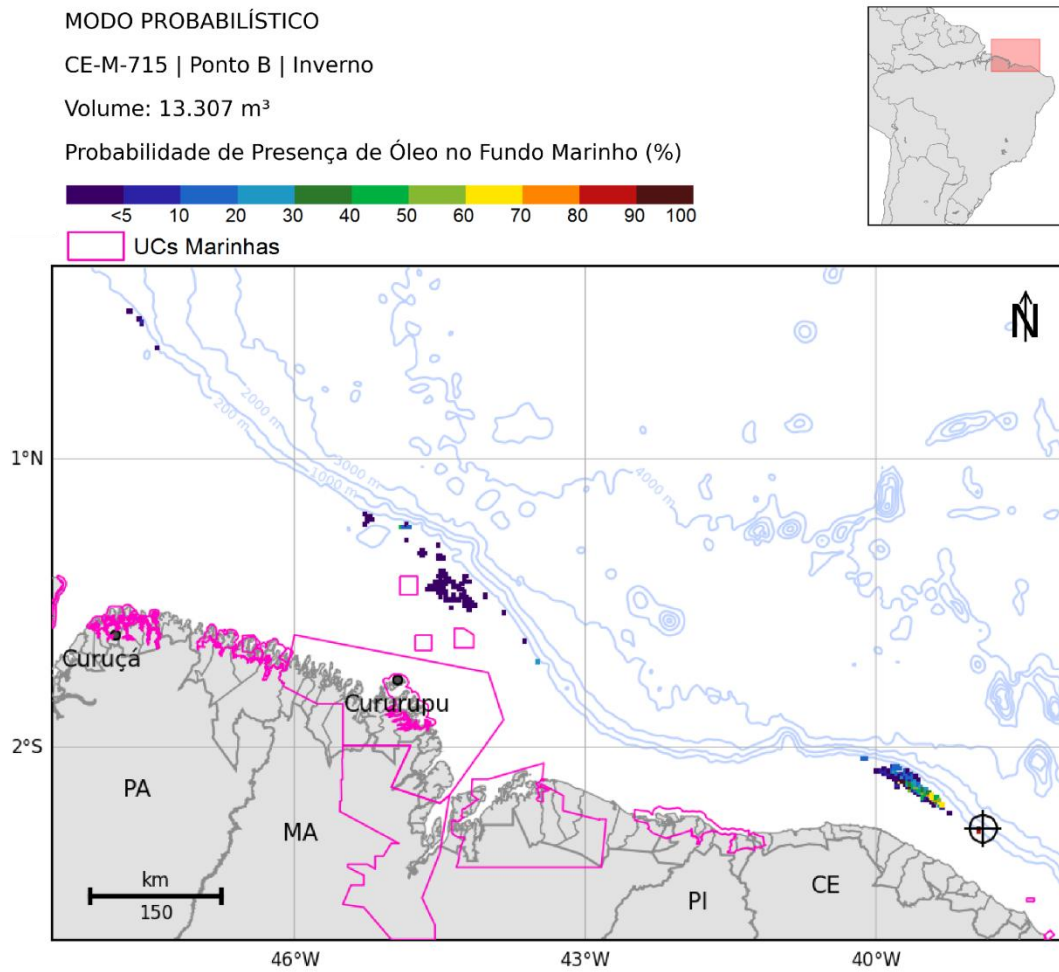 MODO PROBABILÍSTICO
CE-M-715 | Ponto B | Inverno
Volume: 13.307 m³
Probabilidade de Presença de Óleo no Fundo Marinho (%)
<5 10 20 30 40 50 60 70 80 90 100
UCs Marinhas
N
2000 m
200 m
1000 m
3000 m
4000 m
1°N
Curuçá
Cururupu
2°S
PA
MA
PI
CE
km
150
46°W 43°W 40°W